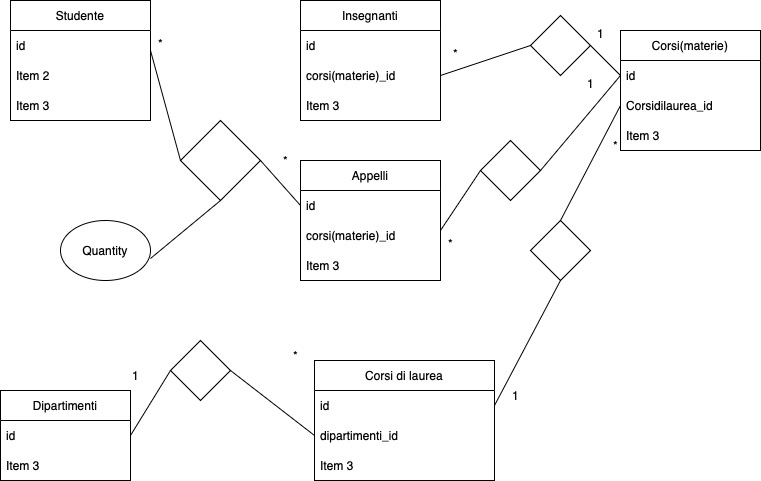 Studente
id
Item 2
Item 3
*
Insegnanti
id
corsi(materie)_id
Item 3
*
1
Corsi(materie)
id
Corsidilaurea_id
Item 3
1
*
*
Appelli
id
corsi(materie)_id
Item 3
*
Quantity
1
*
Dipartimenti
id
Item 3
Corsi di laurea
id
dipartimenti_id
Item 3
1